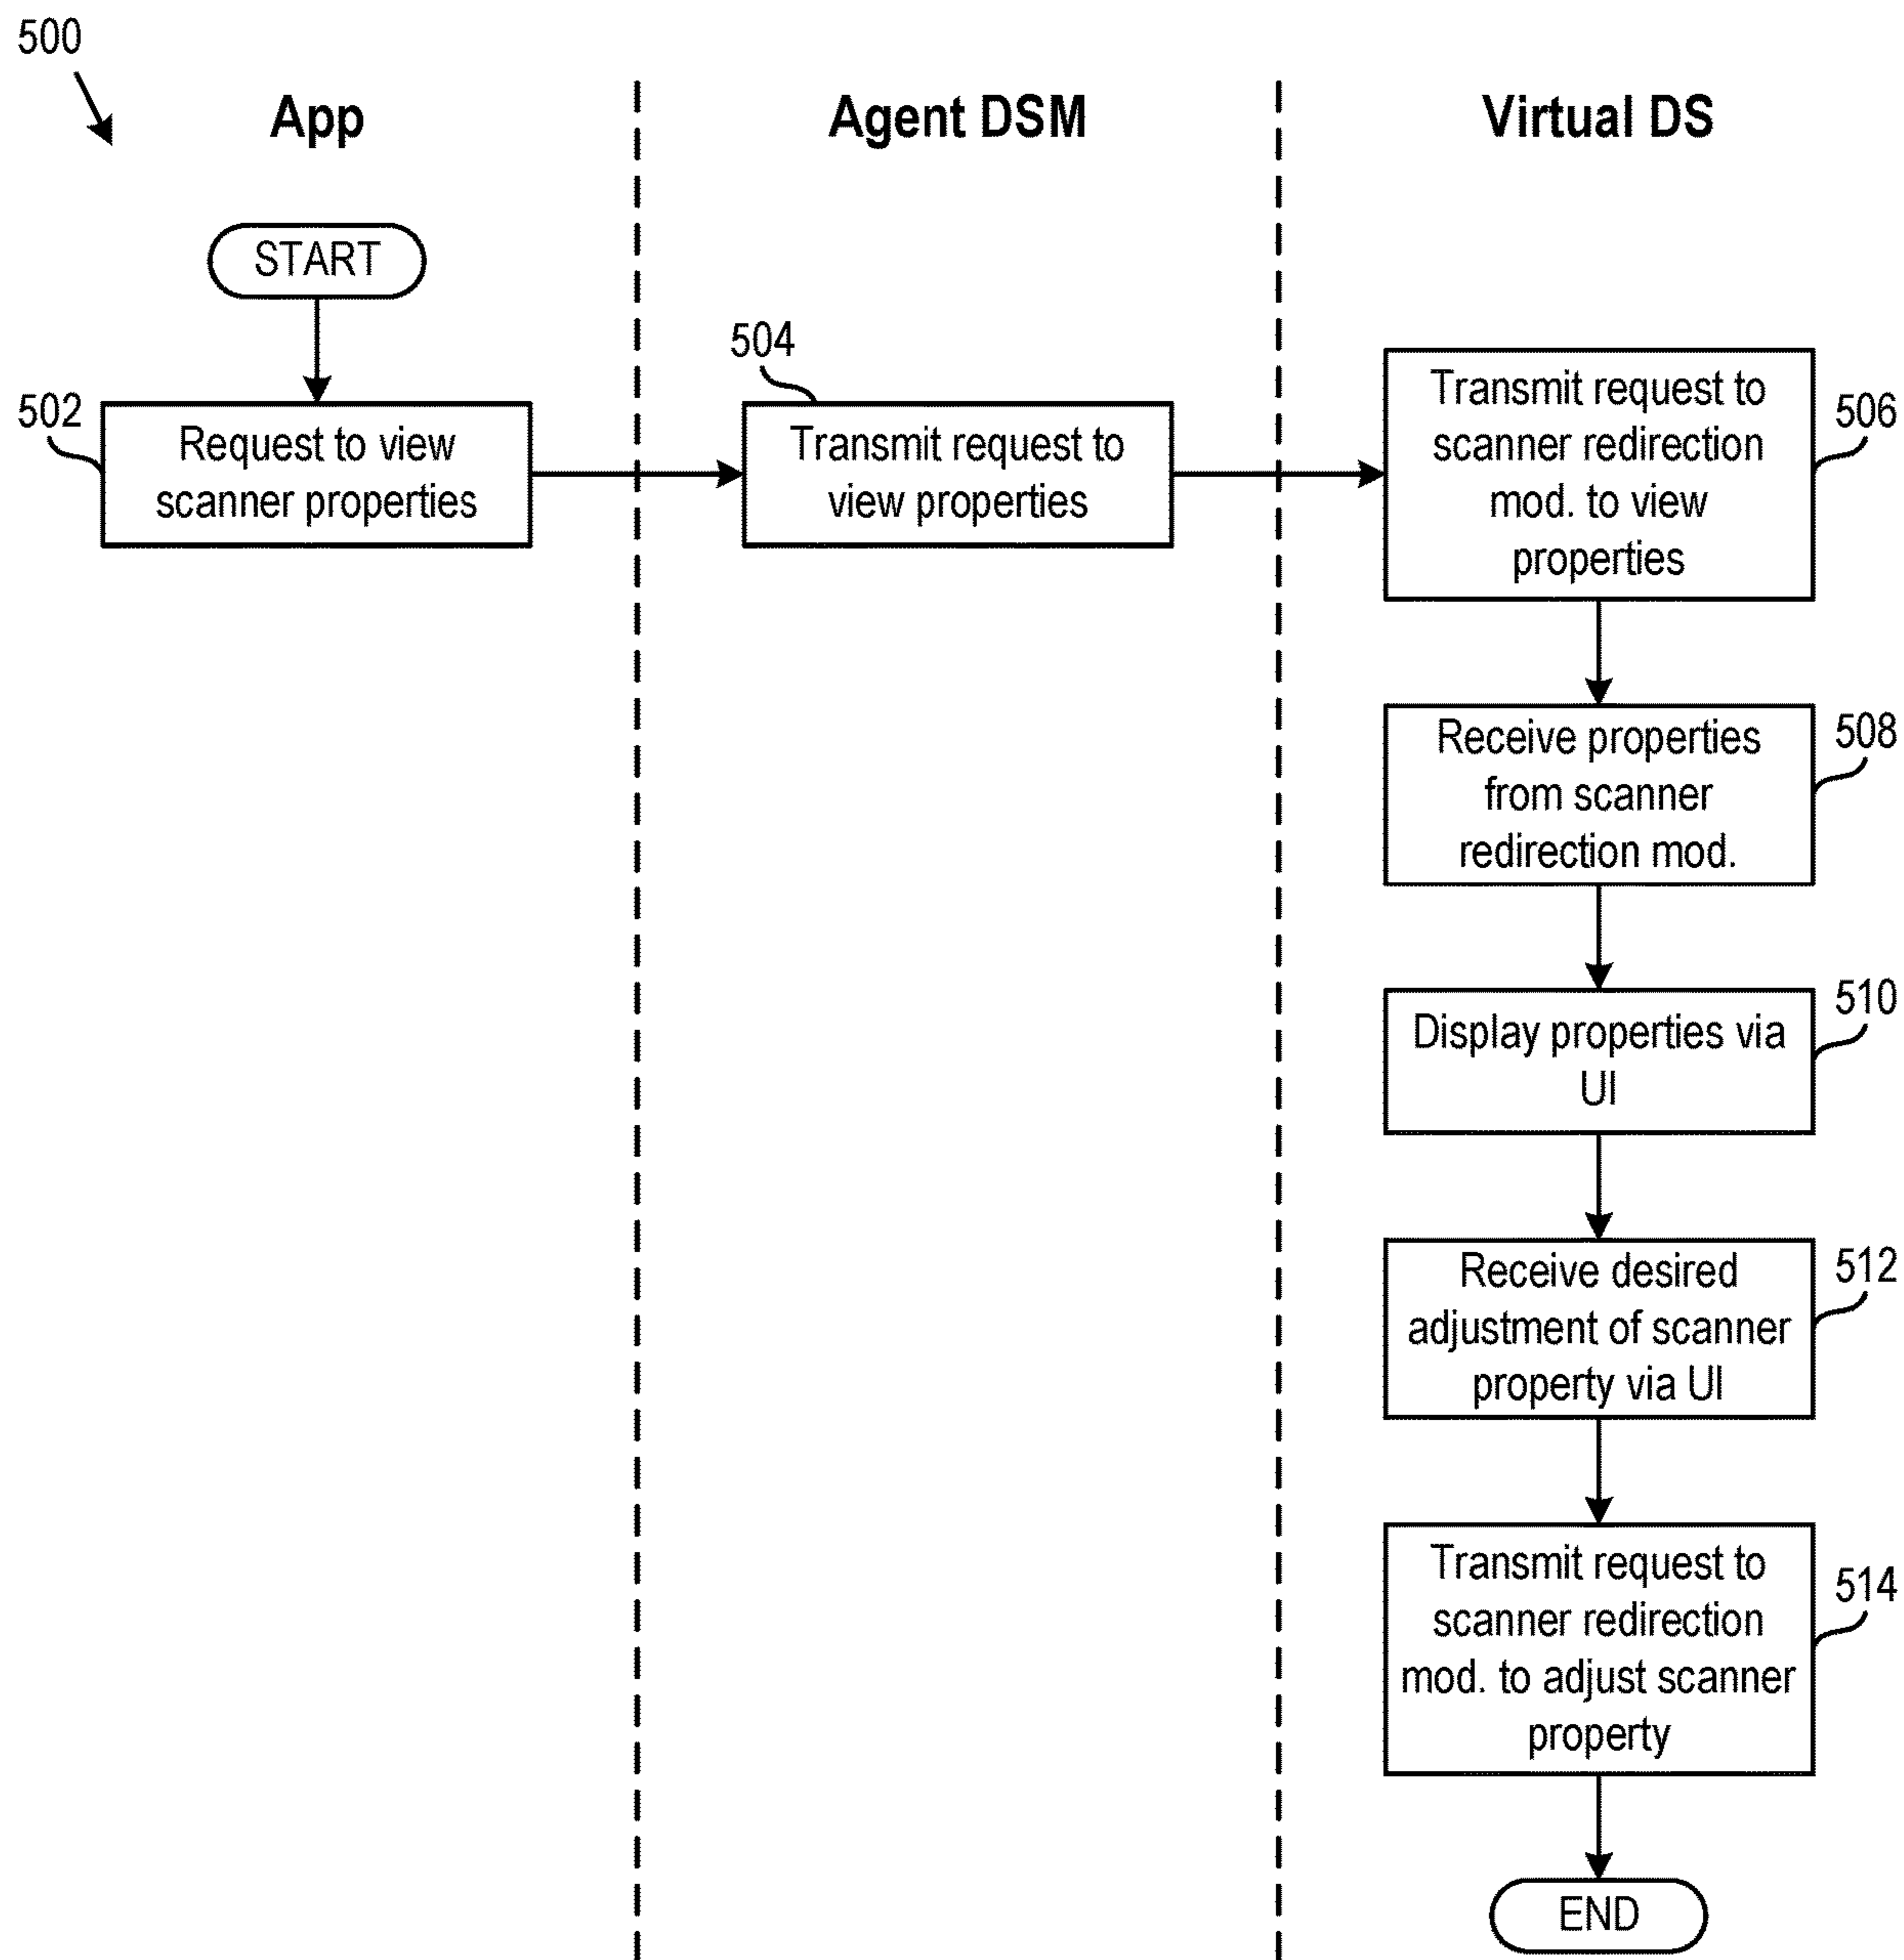 500
App
Agent DSM
Virtual DS
START
502
Request to view
scanner properties
504
Transmit request to
view properties
506
Transmit request to
scanner redirection
mod. to view
properties
508
Receive properties
from scanner
redirection mod.
510
Display properties via
UI
512
Receive desired
adjustment of scanner
property via UI
514
Transmit request to
scanner redirection
mod. to adjust scanner
property
END